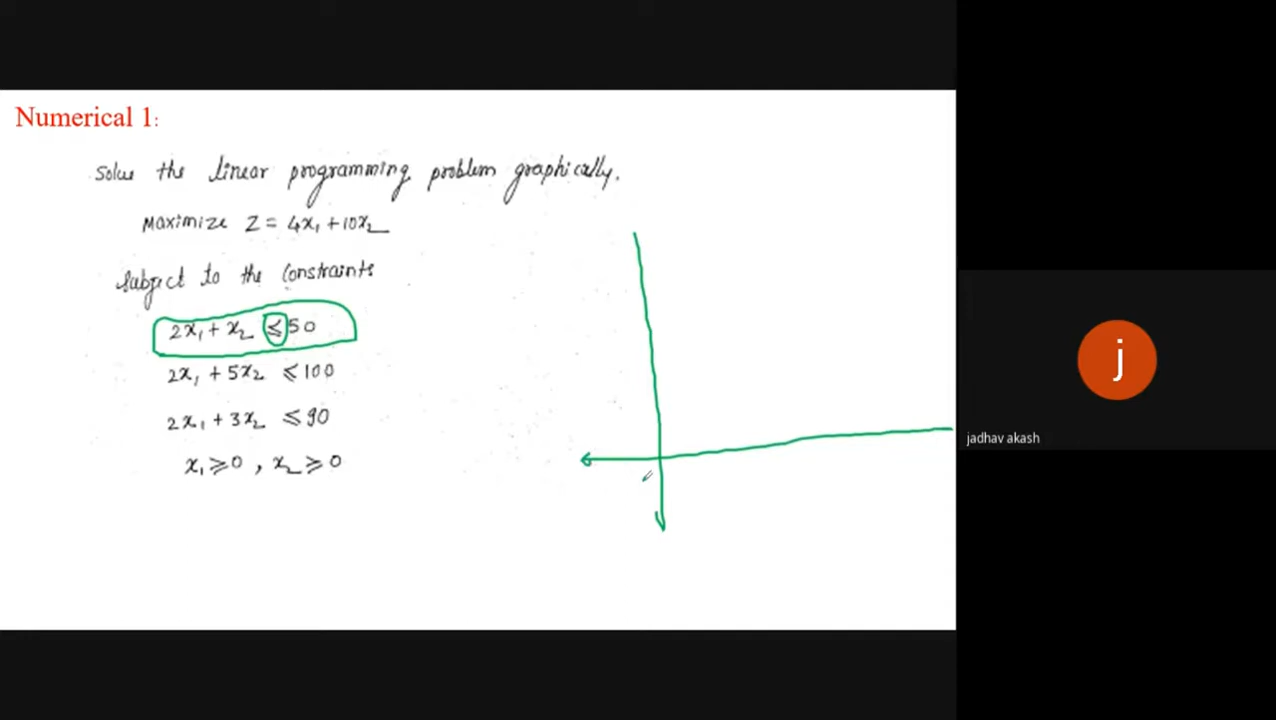 Numerical 1:
Solve the linear programming problem graphically.
Maximize Z = 4x₁ + 10x₂
Subject to the Constraints
2x₁ + x₂ ≤ 50
2x₁ + 5x₂ ≤ 100
2x₁ + 3x₂ ≤ 90
x₁ ≥ 0 , x₂ ≥ 0
j
jadhav akash